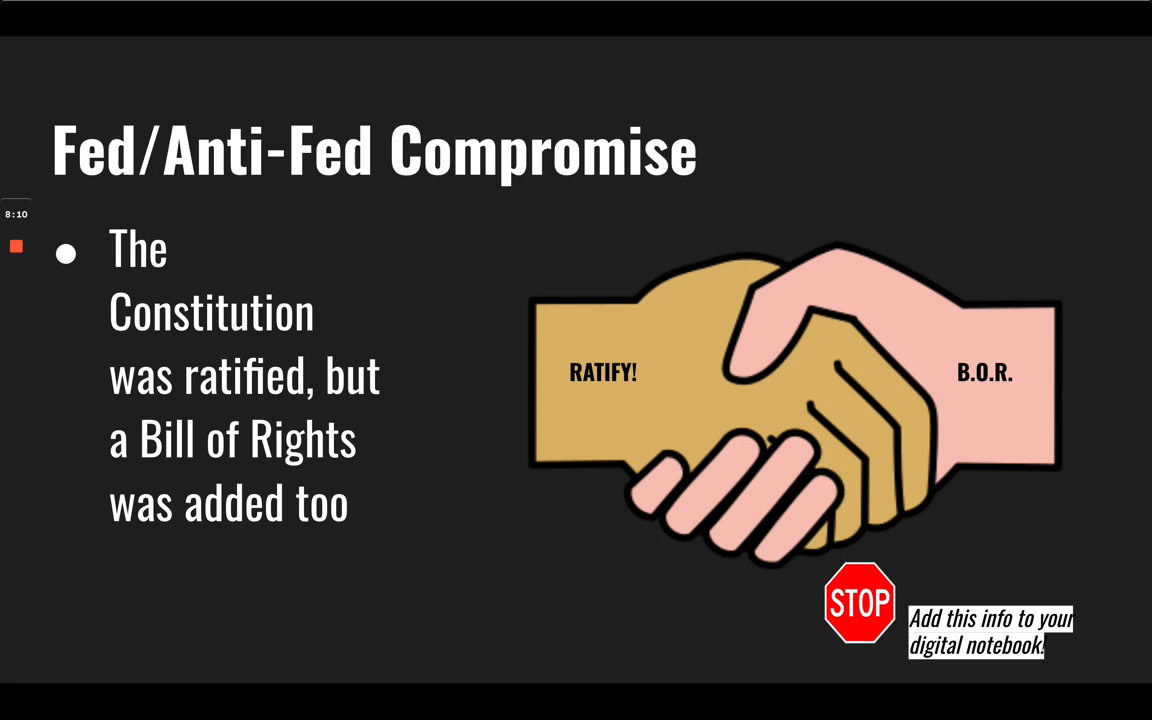 Fed/Anti-Fed Compromise
8:10
● The
Constitution
was ratified, but
a Bill of Rights
was added too
RATIFY!
B.O.R.
STOP
Add this info to your
digital notebook!